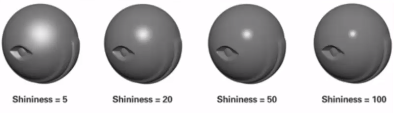 Shininess = 5
Shininess = 20
Shininess = 50
Shininess = 100